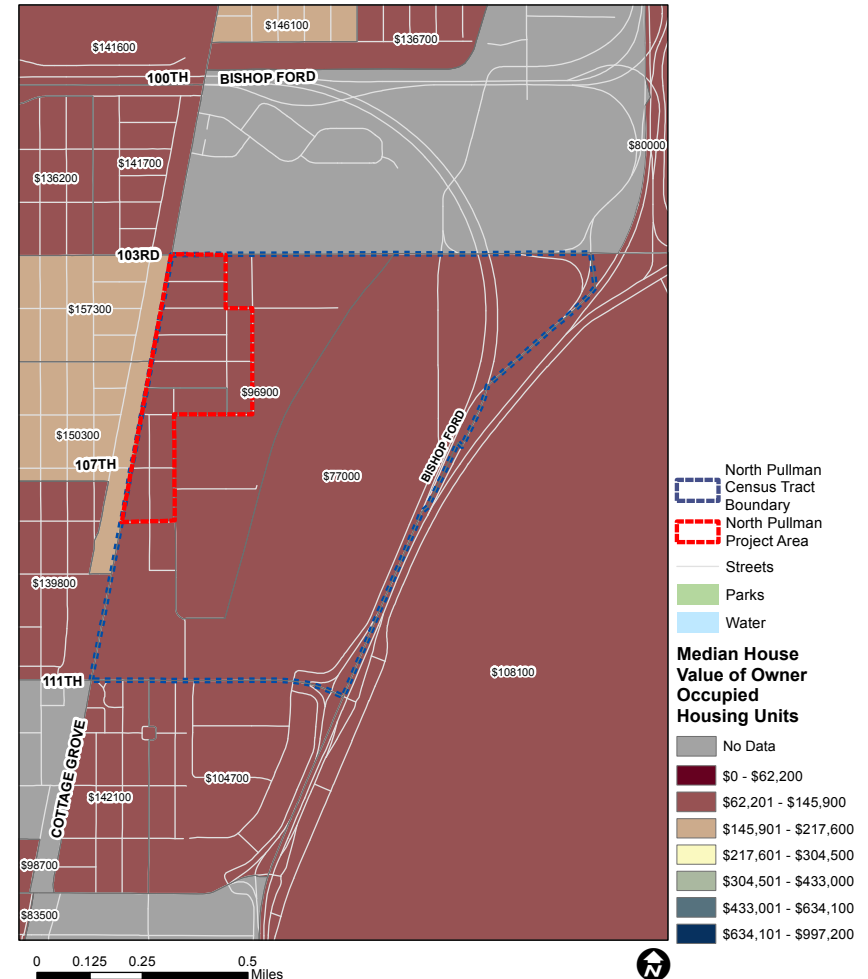 $146100
$136700
$141600
100TH
BISHOP FORD
$80000
$141700
$136200
103RD
$157300
$96900
BISHOP FORD
$150300
107TH
$77000
$139800
$108100
111TH
$104700
COTTAGE GROVE
$142100
$98700
$83500
North Pullman
Census Tract
Boundary
North Pullman
Project Area
Streets
Parks
Water
Median House
Value of Owner
Occupied
Housing Units
No Data
$0 - $62,200
$62,201 - $145,900
$145,901 - $217,600
$217,601 - $304,500
$304,501 - $433,000
$433,001 - $634,100
$634,101 - $997,200
0 0.125 0.25 0.5
Miles
N